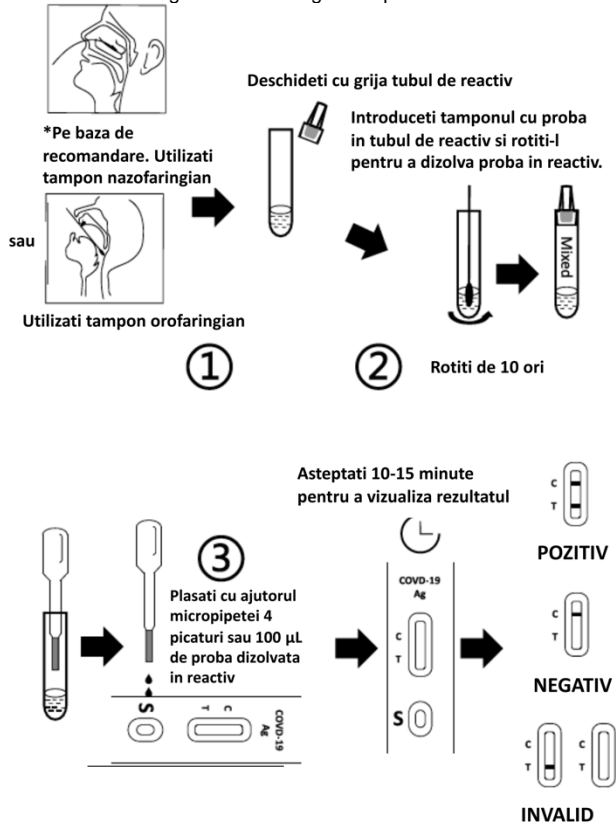 Deschideti cu grija tubul de reactiv
*Pe baza de
recomandare. Utilizati
tampon nazofaringian
sau
Utilizati tampon orofaringian
1
Introduceti tamponul cu proba
in tubul de reactiv si rotiti-l
pentru a dizolva proba in reactiv.
Mixed
2
Rotiti de 10 ori
3
Plasati cu ajutorul
micropipetei 4
picaturi sau 100 µL
de proba dizolvata
in reactiv
S
T
C
COVD-19
Ag
Asteptati 10-15 minute
pentru a vizualiza rezultatul
COVD-19
Ag
C
T
S
C
T
POZITIV
C
T
NEGATIV
C
T
C
T
INVALID